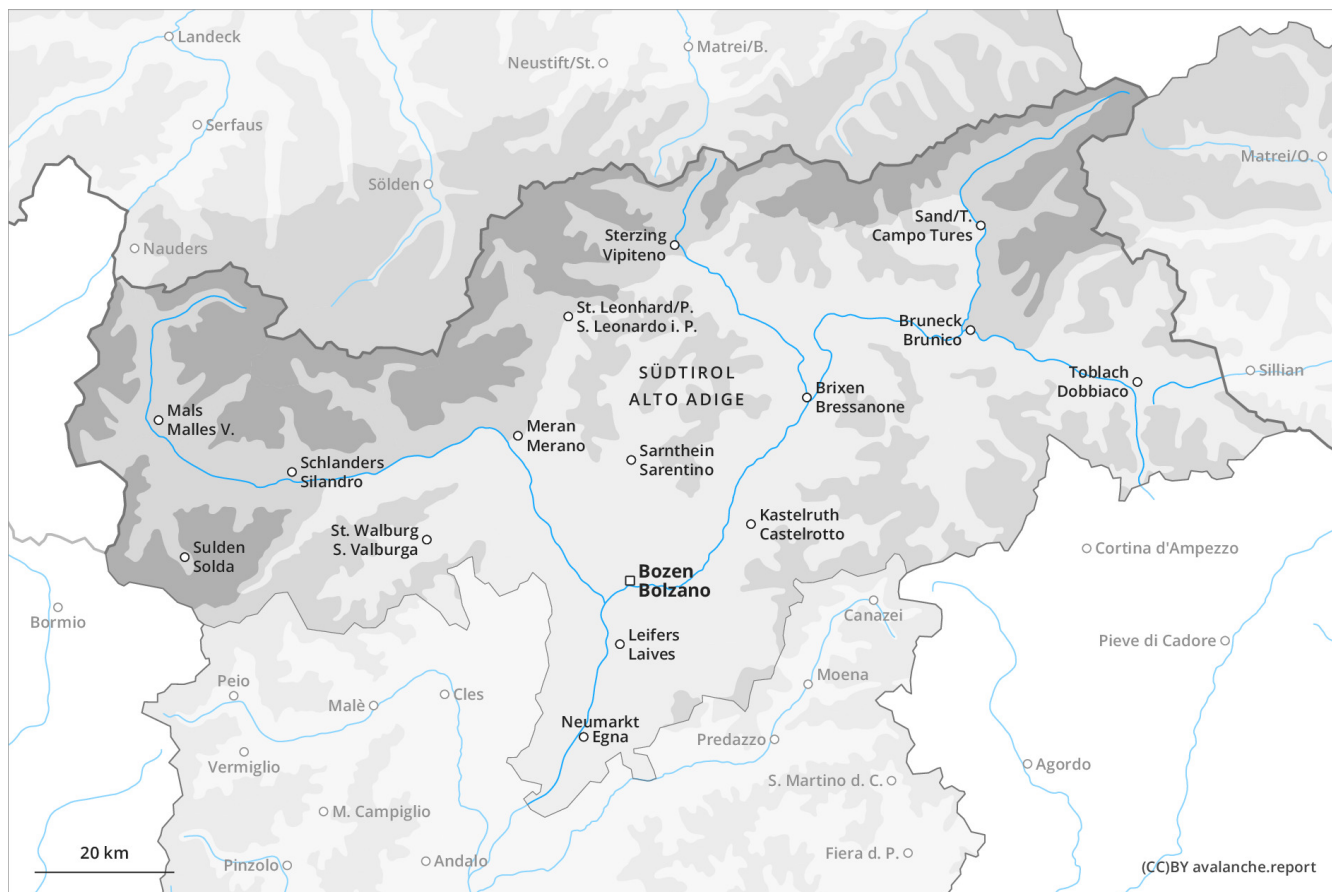 Landeck
Matrei/B.
Neustift/St.
Serfaus
Matrei/O.
Sölden
Sand/T.
Campo Tures
Nauders
Sterzing
Vipiteno
St. Leonhard/P.
S. Leonardo i. P.
Bruneck
Brunico
SÜDTIROL
ALTO ADIGE
Toblach
Dobbiaco
Sillian
Brixen
Bressanone
Mals
Malles V.
Meran
Merano
Schlanders
Silandro
Sarnthein
Sarentino
Kastelruth
Castelrotto
St. Walburg
S. Valburga
Sulden
Solda
Cortina d'Ampezzo
Bozen
Bolzano
Bormio
Canazei
Leifers
Laives
Pieve di Cadore
Peio
Malè
Cles
Moena
Neumarkt
Egna
Predazzo
Vermiglio
Agordo
S. Martino d. C.
M. Campiglio
20 km
Pinzolo
Andalo
Fiera d. P.
(CC)BY avalanche.report